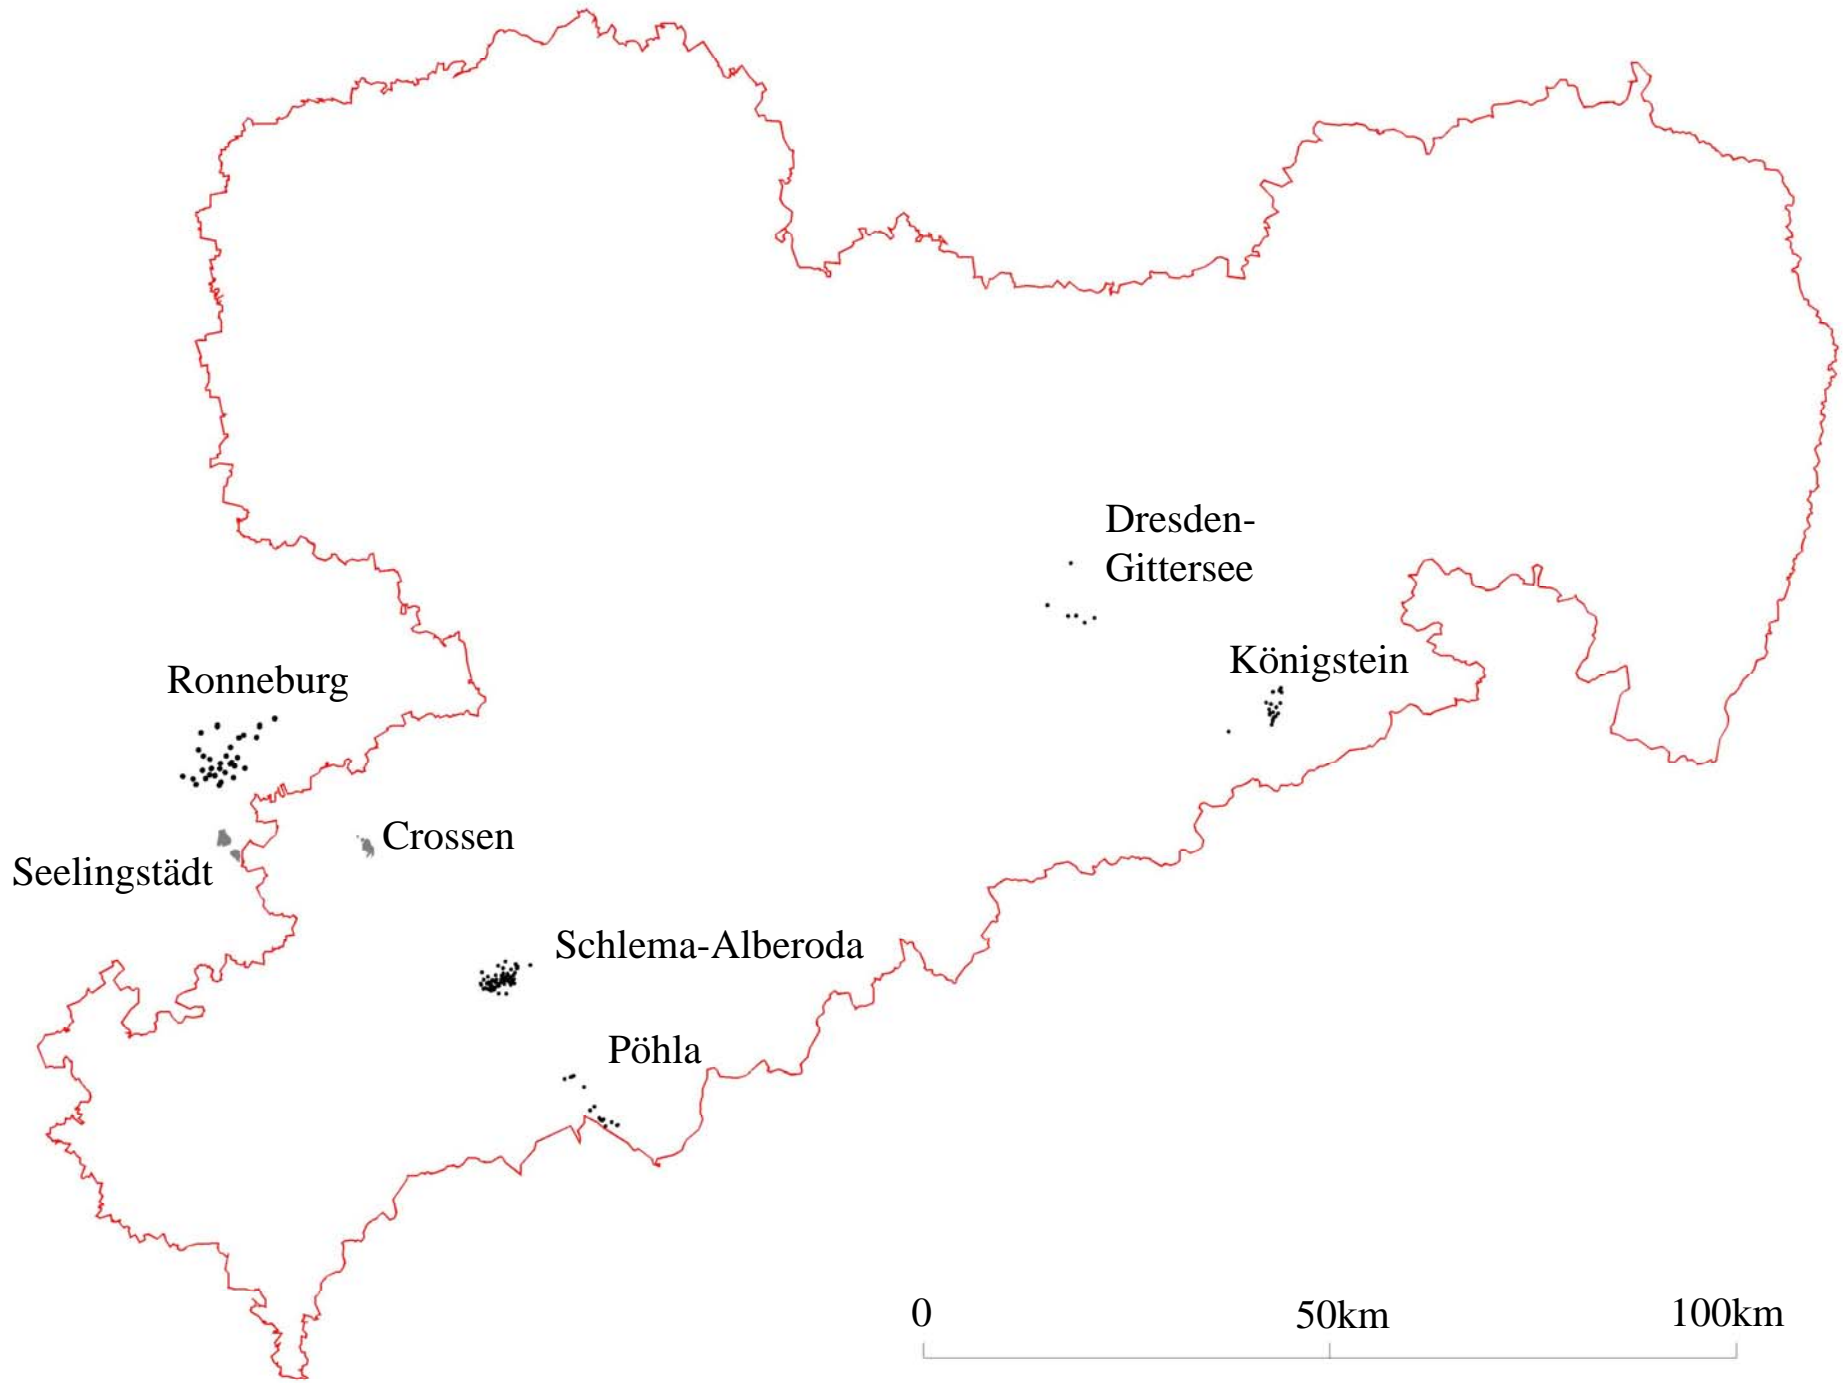 Dresden-
Gittersee
Königstein
Ronneburg
Crossen
Seelingstädt
Schlema-Alberoda
Pöhla
0
50km
100km